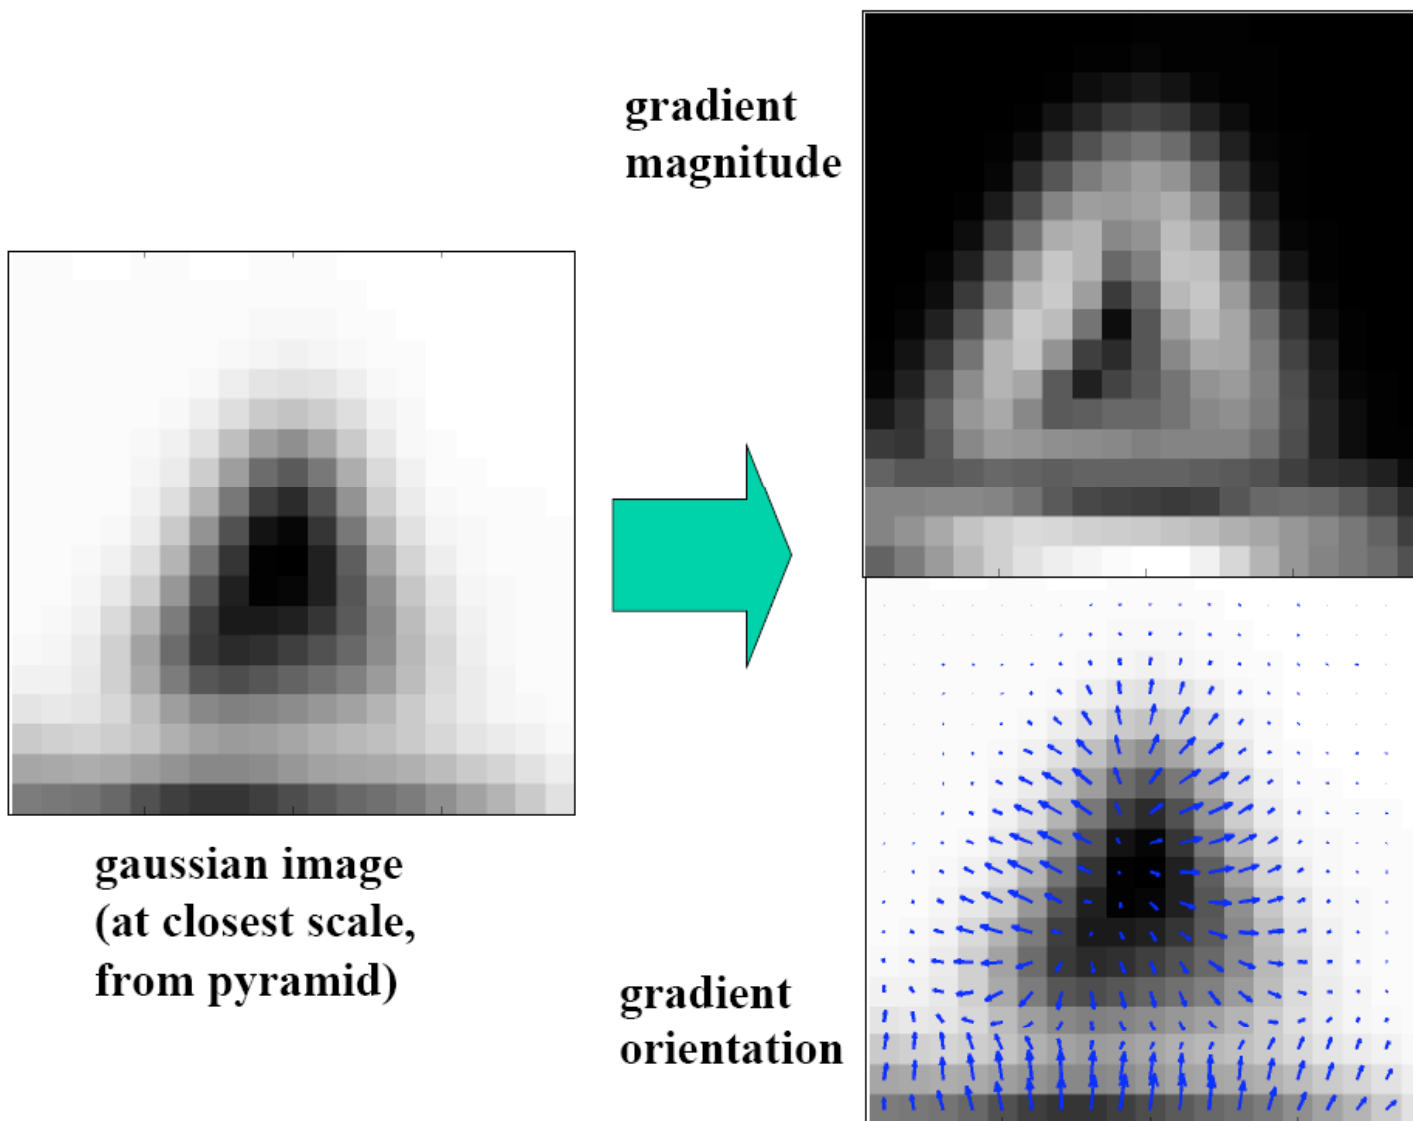 gradient
magnitude
gaussian image
(at closest scale,
from pyramid)
gradient
orientation